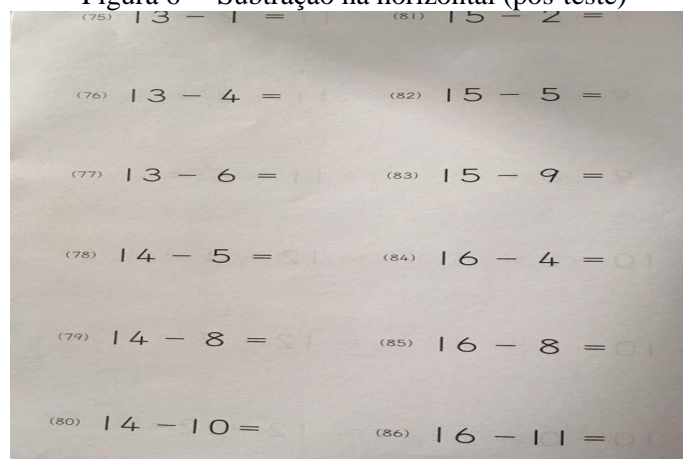 Figura 6 – Subtração na horizontal (pós-teste)
(75) 13 - 1 =
(76) 13 - 4 =
(77) 13 - 6 =
(78) 14 - 5 =
(79) 14 - 8 =
(80) 14 - 10 =
(81) 15 - 2 =
(82) 15 - 5 =
(83) 15 - 9 =
(84) 16 - 4 =
(85) 16 - 8 =
(86) 16 - 11 =